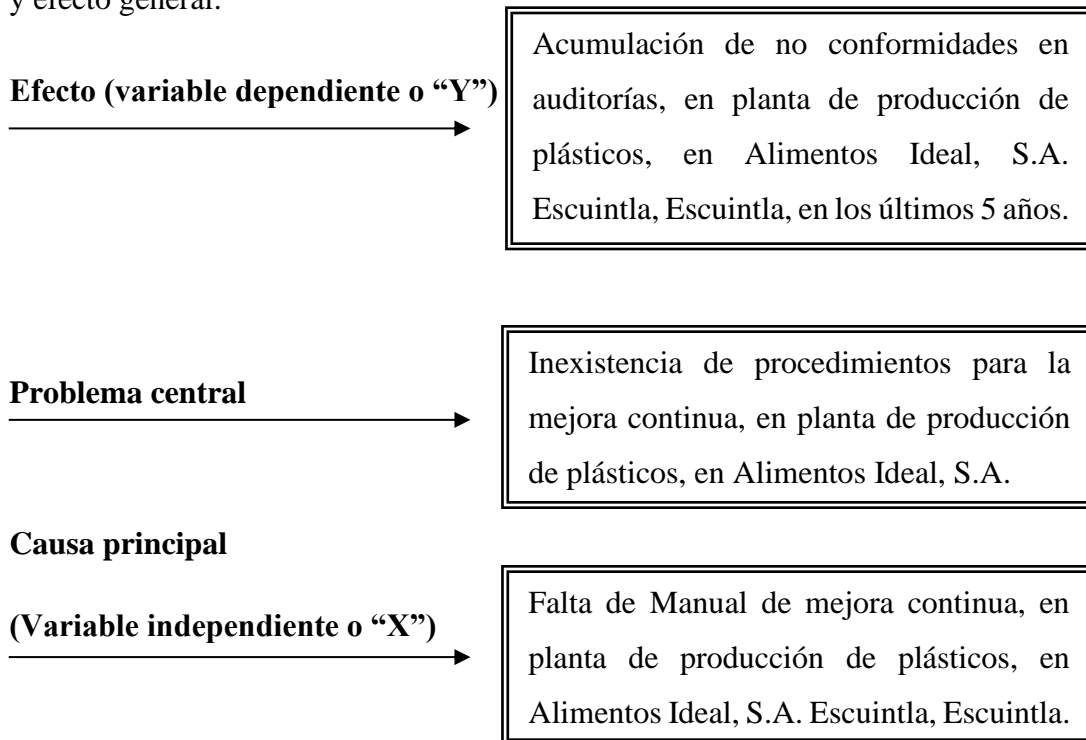 y efecto general.
Efecto (variable dependiente o “Y”)
Acumulación de no conformidades en
auditorías, en planta de producción de
plásticos, en Alimentos Ideal, S.A.
Escuintla, Escuintla, en los últimos 5 años.
Problema central
Inexistencia de procedimientos para la
mejora continua, en planta de producción
de plásticos, en Alimentos Ideal, S.A.
Causa principal
(Variable independiente o “X”)
Falta de Manual de mejora continua, en
planta de producción de plásticos, en
Alimentos Ideal, S.A. Escuintla, Escuintla.